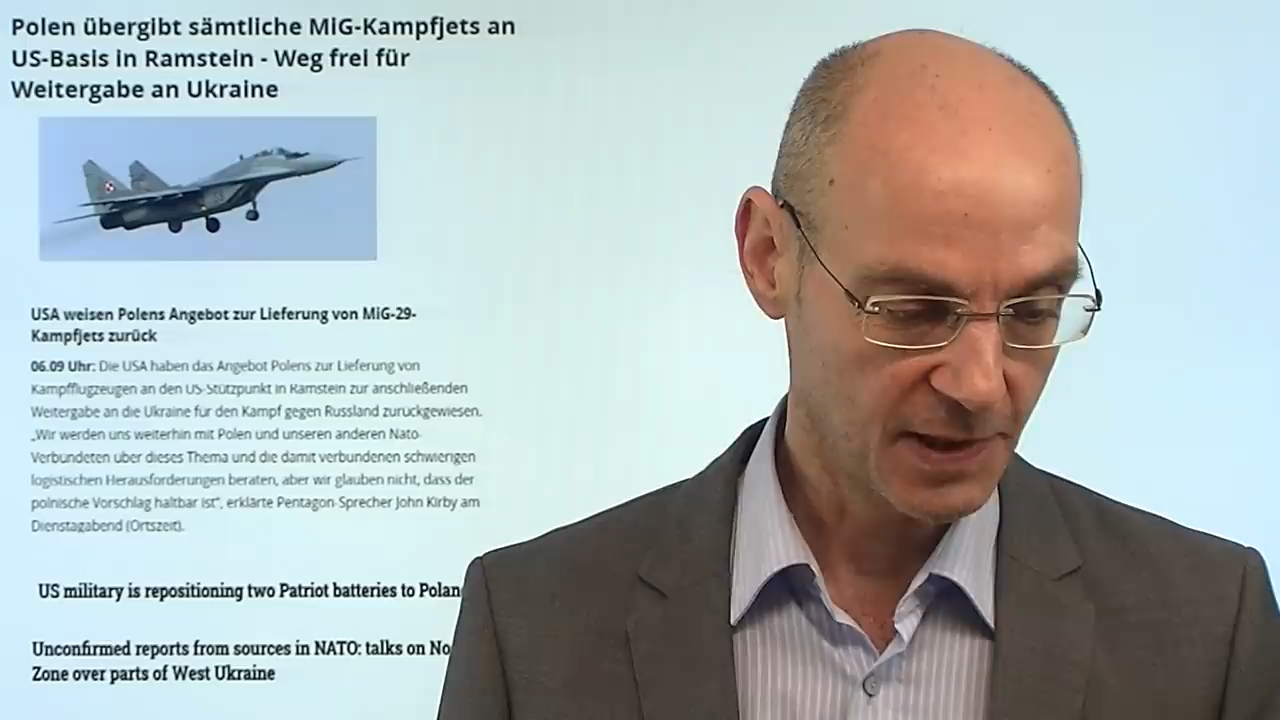 Polen übergibt sämtliche MiG-Kampfjets an
US-Basis in Ramstein - Weg frei für
Weitergabe an Ukraine
USA weisen Polens Angebot zur Lieferung von MiG-29-
Kampfjets zurück
06.09 Uhr: Die USA haben das Angebot Polens zur Lieferung von
Kampfflugzeugen an den US-Stützpunkt in Ramstein zur anschließenden
Weitergabe an die Ukraine für den Kampf gegen Russland zurückgewiesen.
„Wir werden uns weiterhin mit Polen und unseren anderen Nato-
Verbündeten über dieses Thema und die damit verbundenen schwierigen
logistischen Herausforderungen beraten, aber wir glauben nicht, dass der
polnische Vorschlag haltbar ist“, erklärte Pentagon-Sprecher John Kirby am
Dienstagabend (Ortszeit).
US military is repositioning two Patriot batteries to Polan
Unconfirmed reports from sources in NATO: talks on No
Zone over parts of West Ukraine